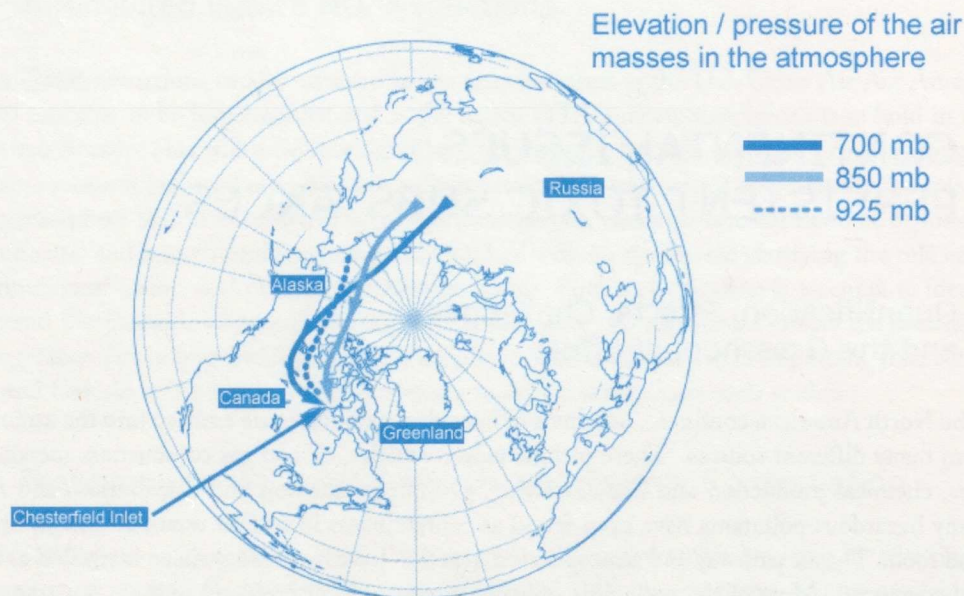 Elevation / pressure of the air
masses in the atmosphere
700 mb
850 mb
925 mb
Russia
Alaska
Canada
Greenland
Chesterfield Inlet